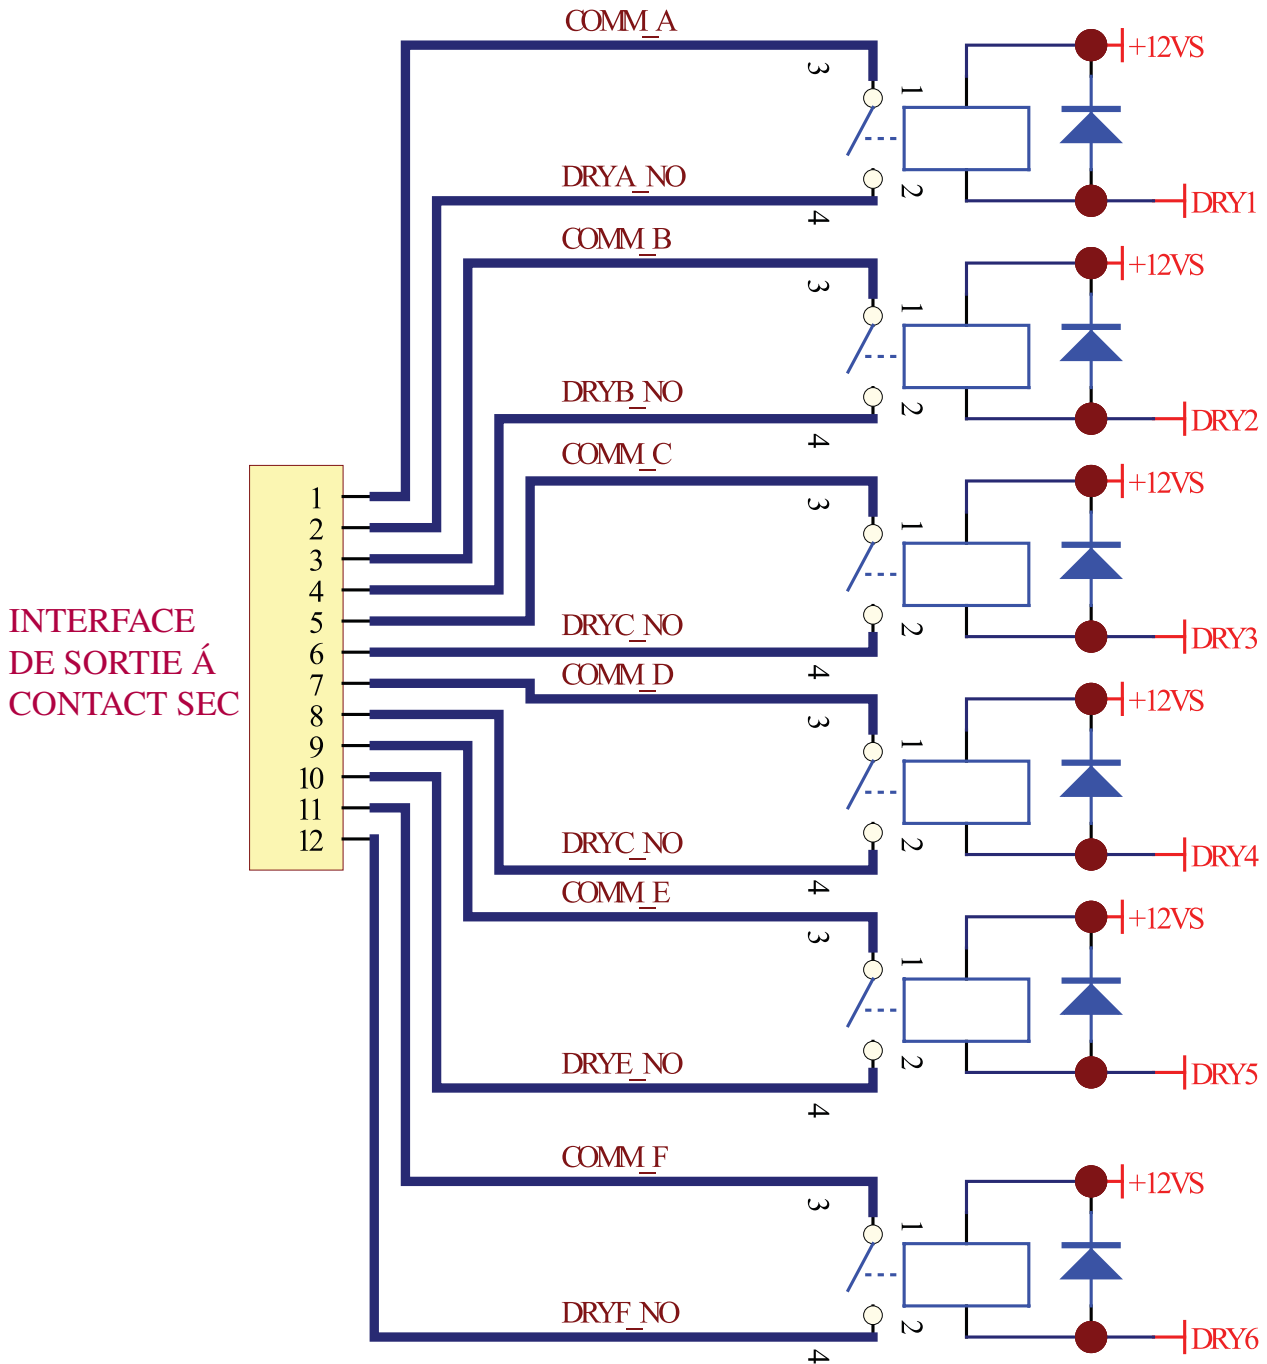 COMM_A
3
1
+12VS
DRYA_NO
4
2
DRY1
COMM_B
3
1
+12VS
DRYB_NO
4
2
DRY2
COMM_C
3
1
+12VS
DRYC_NO
4
2
DRY3
COMM_D
3
1
+12VS
DRYC_NO
4
2
DRY4
COMM_E
3
1
+12VS
DRYE_NO
4
2
DRY5
COMM_F
3
1
+12VS
DRYF_NO
4
2
DRY6
INTERFACE
DE SORTIE Á
CONTACT SEC
1
2
3
4
5
6
7
8
9
10
11
12